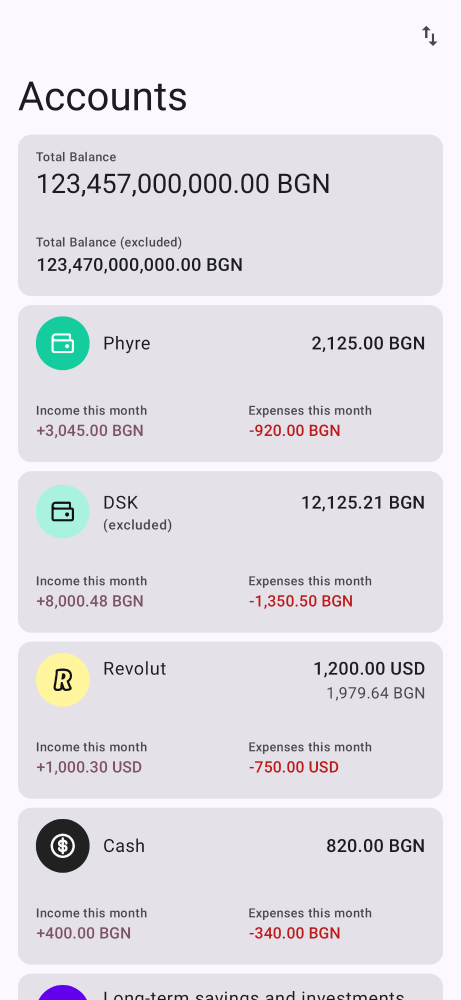 Accounts
Total Balance
123,457,000,000.00 BGN
Total Balance (excluded)
123,470,000,000.00 BGN
Phyre
2,125.00 BGN
Income this month
Expenses this month
+3,045.00 BGN
-920.00 BGN
DSK
12,125.21 BGN
(excluded)
Income this month
Expenses this month
+8,000.48 BGN
-1,350.50 BGN
R
Revolut
1,200.00 USD
1,979.64 BGN
Income this month
Expenses this month
+1,000.30 USD
-750.00 USD
$
Cash
820.00 BGN
Income this month
Expenses this month
+400.00 BGN
-340.00 BGN
Long-term savings and investments